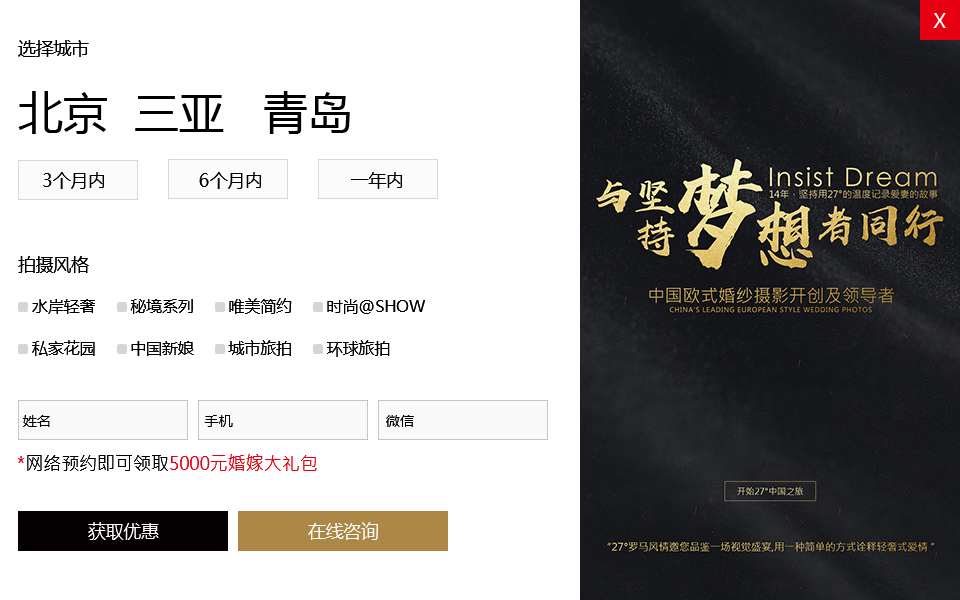 选择城市
北京 三亚 青岛
3个月内 6个月内 一年内
拍摄风格
水岸轻奢 秘境系列 唯美简约 时尚@SHOW
私家花园 中国新娘 城市旅拍 环球旅拍
姓名 手机 微信
*网络预约即可领取5000元婚嫁大礼包
获取优惠 在线咨询
X
与坚持梦想者同行
Insist Dream
14年·坚持用27°的温度记录爱妻的故事
中国欧式婚纱摄影开创及领导者
CHINA'S LEADING EUROPEAN STYLE WEDDING PHOTOS
开始27°中国之旅
“27°罗马风情邀您品鉴一场视觉盛宴,用一种简单的方式诠释轻奢式爱情 ”